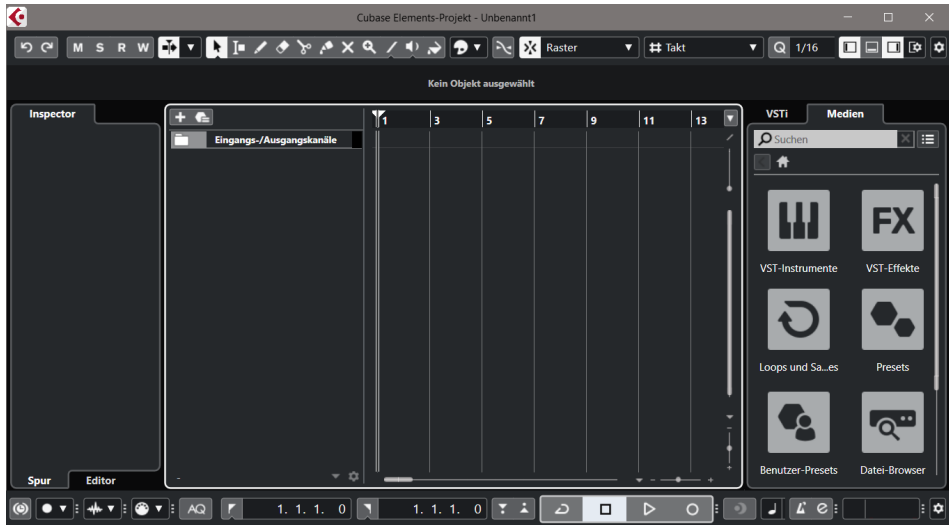 Cubase Elements-Projekt - Unbenannt1
M S R W Raster Takt Q 1/16
Kein Objekt ausgewählt
Inspector
1 3 5 7 9 11 13
VSTi Medien
Eingangs-/Ausgangskanäle
Suchen
FX
VST-Instrumente VST-Effekte
Loops und Sa...es Presets
Benutzer-Presets Datei-Browser
Spur Editor
AQ 1. 1. 1. 0 1. 1. 1. 0